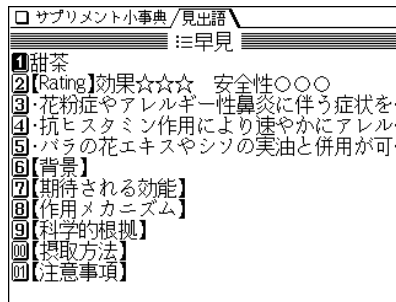 サプリメント小事典/見出語
早見
1甜茶
2【Rating】効果☆☆☆　安全性○○○
3・花粉症やアレルギー性鼻炎に伴う症状を
4・抗ヒスタミン作用により速やかにアレル
5・バラの花エキスやシソの実油と併用が可
6【背景】
7【期待される効能】
8【作用メカニズム】
9【科学的根拠】
00【摂取方法】
01【注意事項】